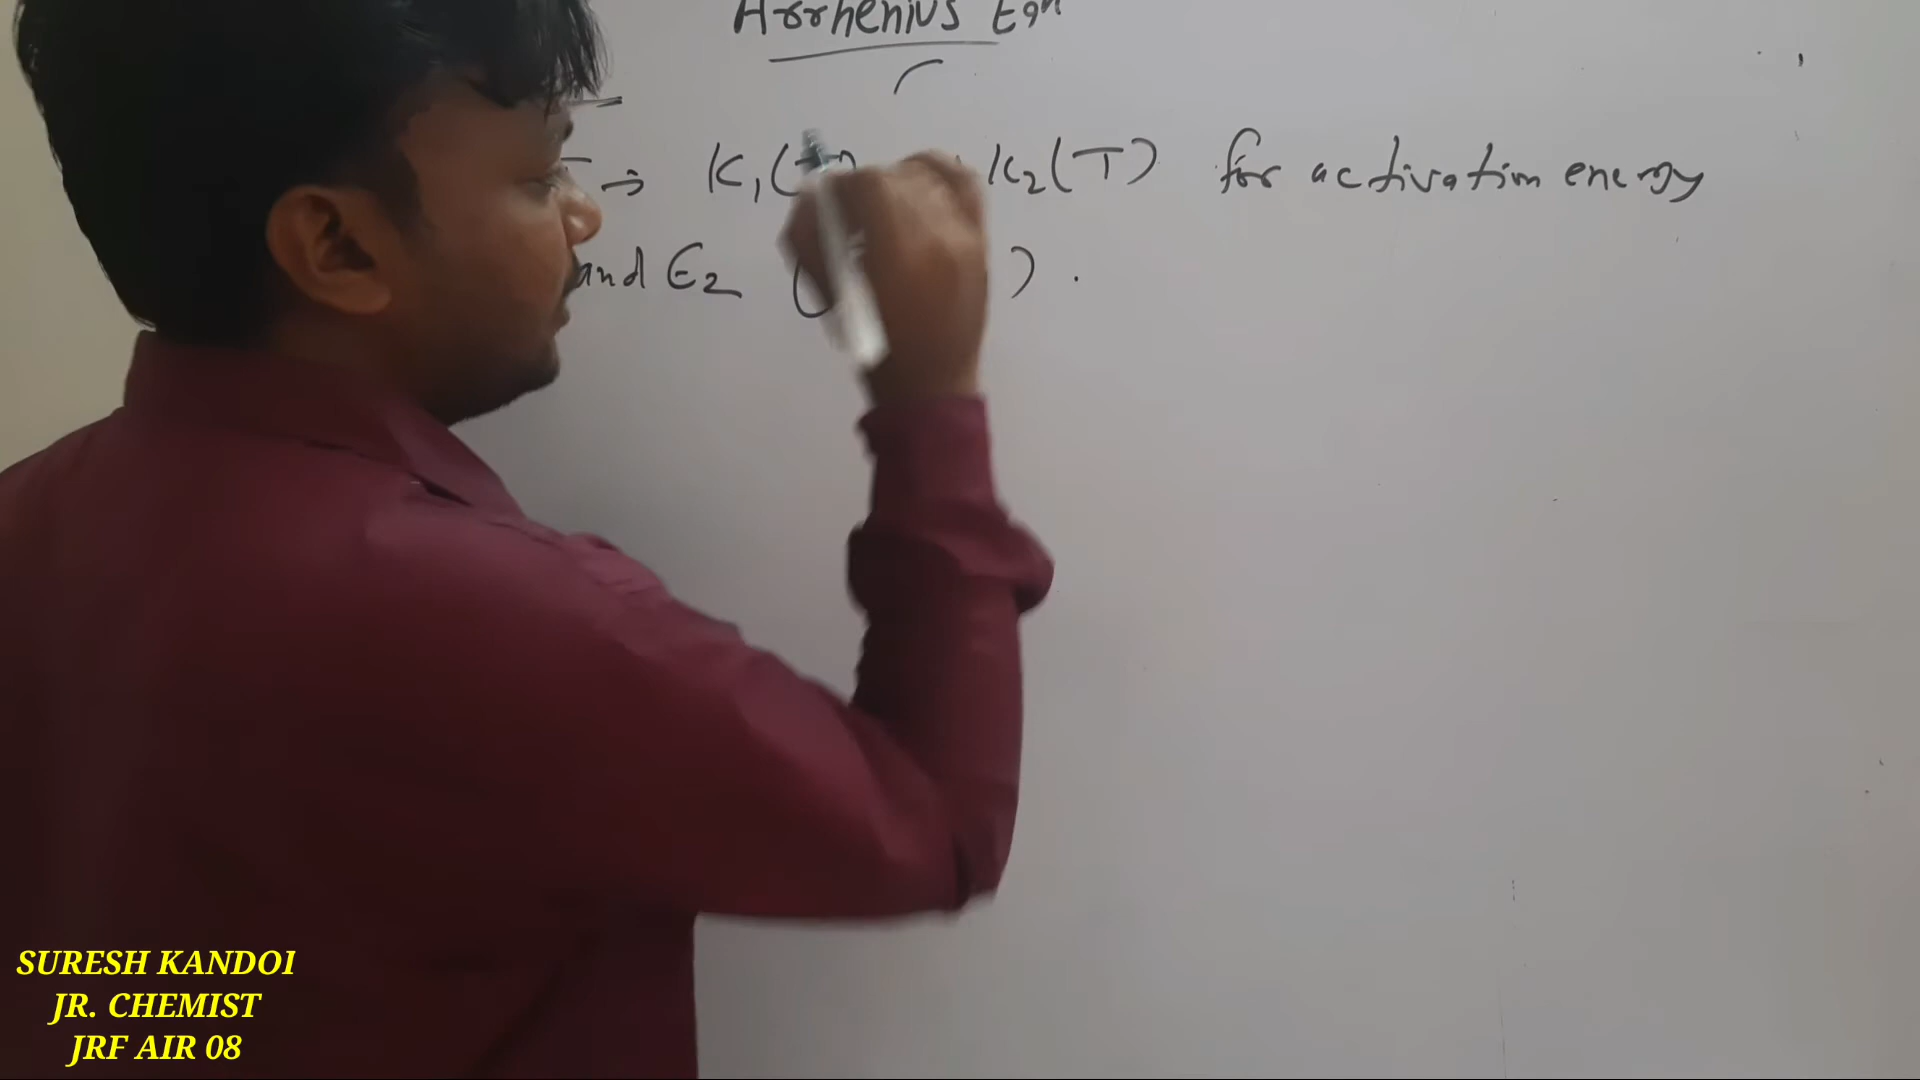 Arrhenius Eqn
→ K₁( K₂(T) for activation energy
and E₂ ( ) .
SURESH KANDOI
JR. CHEMIST
JRF AIR 08